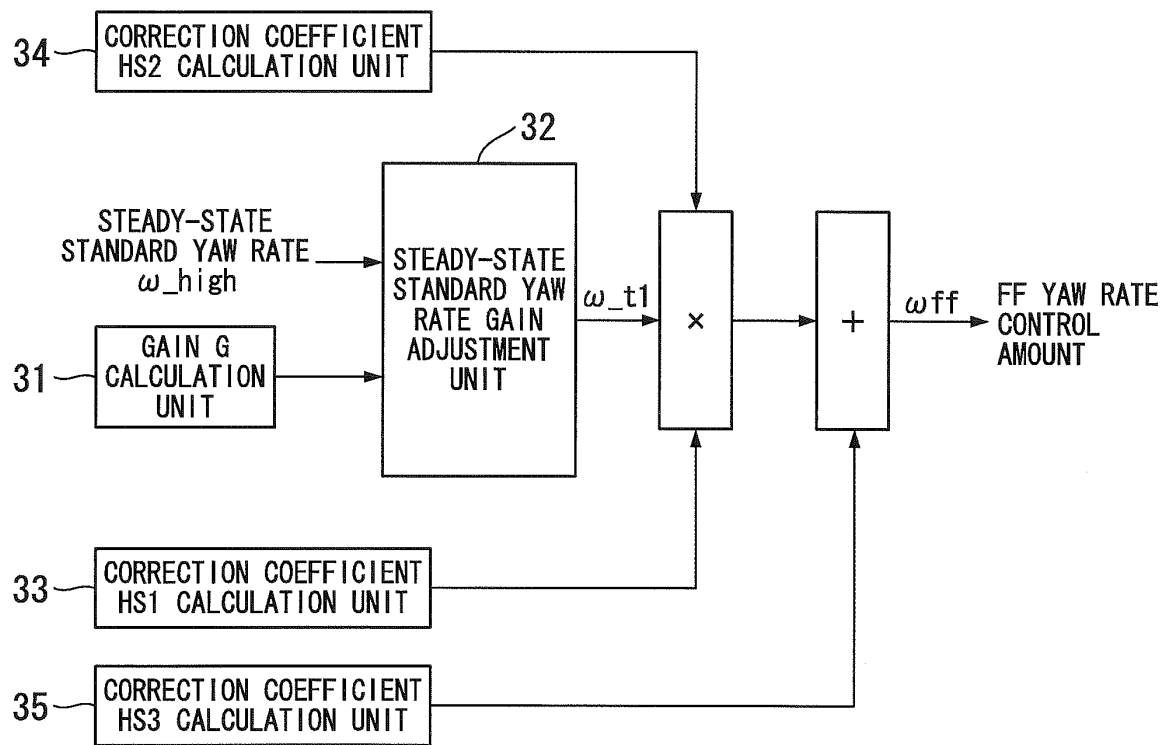 34
CORRECTION COEFFICIENT
HS2 CALCULATION UNIT
32
STEADY-STATE
STANDARD YAW RATE
ω_high
STEADY-STATE
STANDARD YAW
RATE GAIN
ADJUSTMENT
UNIT
ω_t1
×
+
ωff
FF YAW RATE
CONTROL
AMOUNT
31
GAIN G
CALCULATION
UNIT
33
CORRECTION COEFFICIENT
HS1 CALCULATION UNIT
35
CORRECTION COEFFICIENT
HS3 CALCULATION UNIT